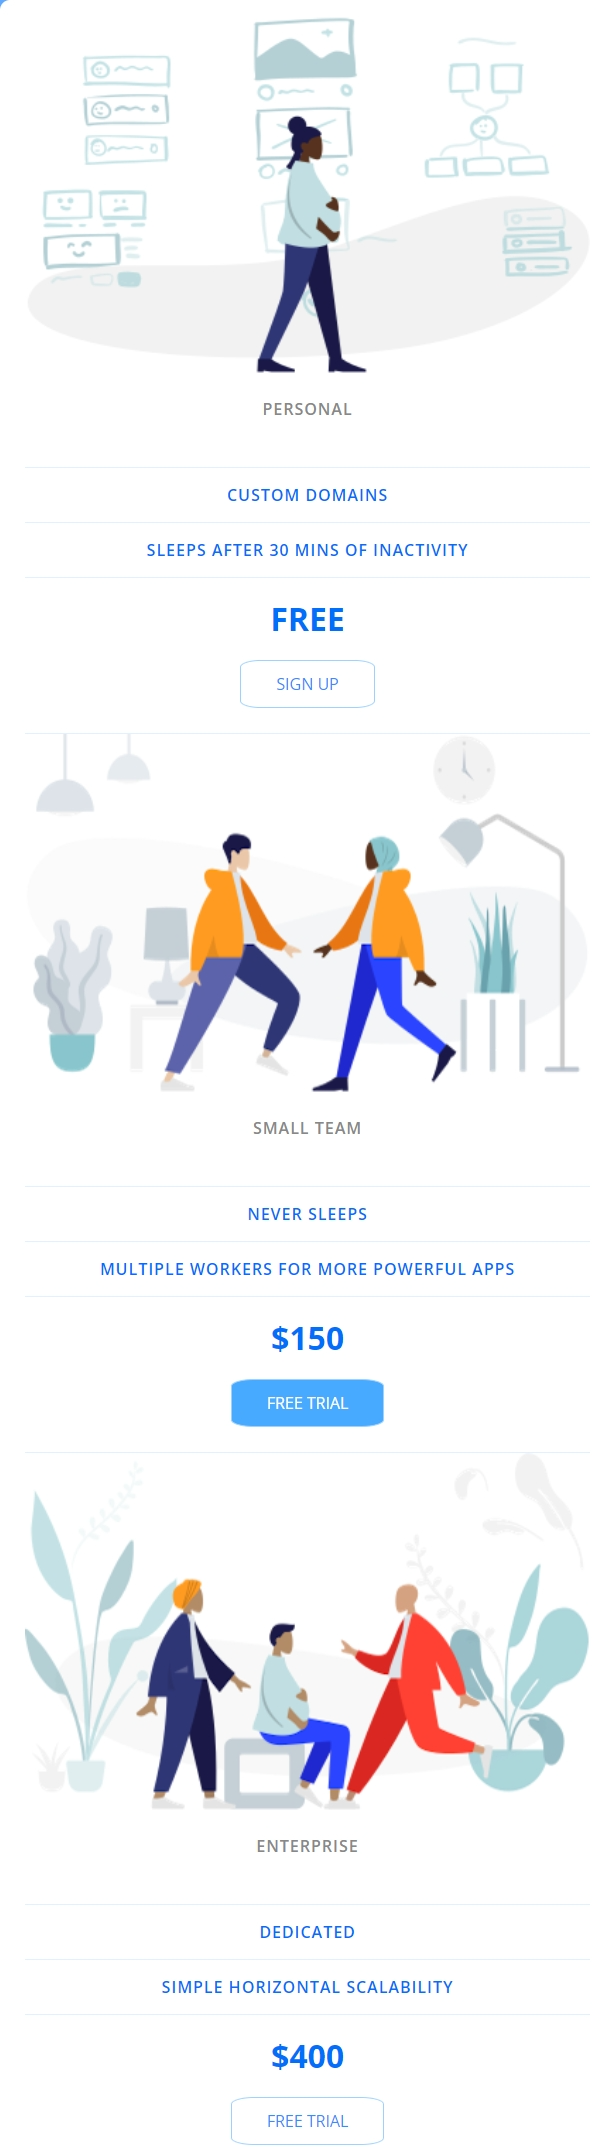 PERSONAL
CUSTOM DOMAINS
SLEEPS AFTER 30 MINS OF INACTIVITY
FREE
SIGN UP
SMALL TEAM
NEVER SLEEPS
MULTIPLE WORKERS FOR MORE POWERFUL APPS
$150
FREE TRIAL
ENTERPRISE
DEDICATED
SIMPLE HORIZONTAL SCALABILITY
$400
FREE TRIAL